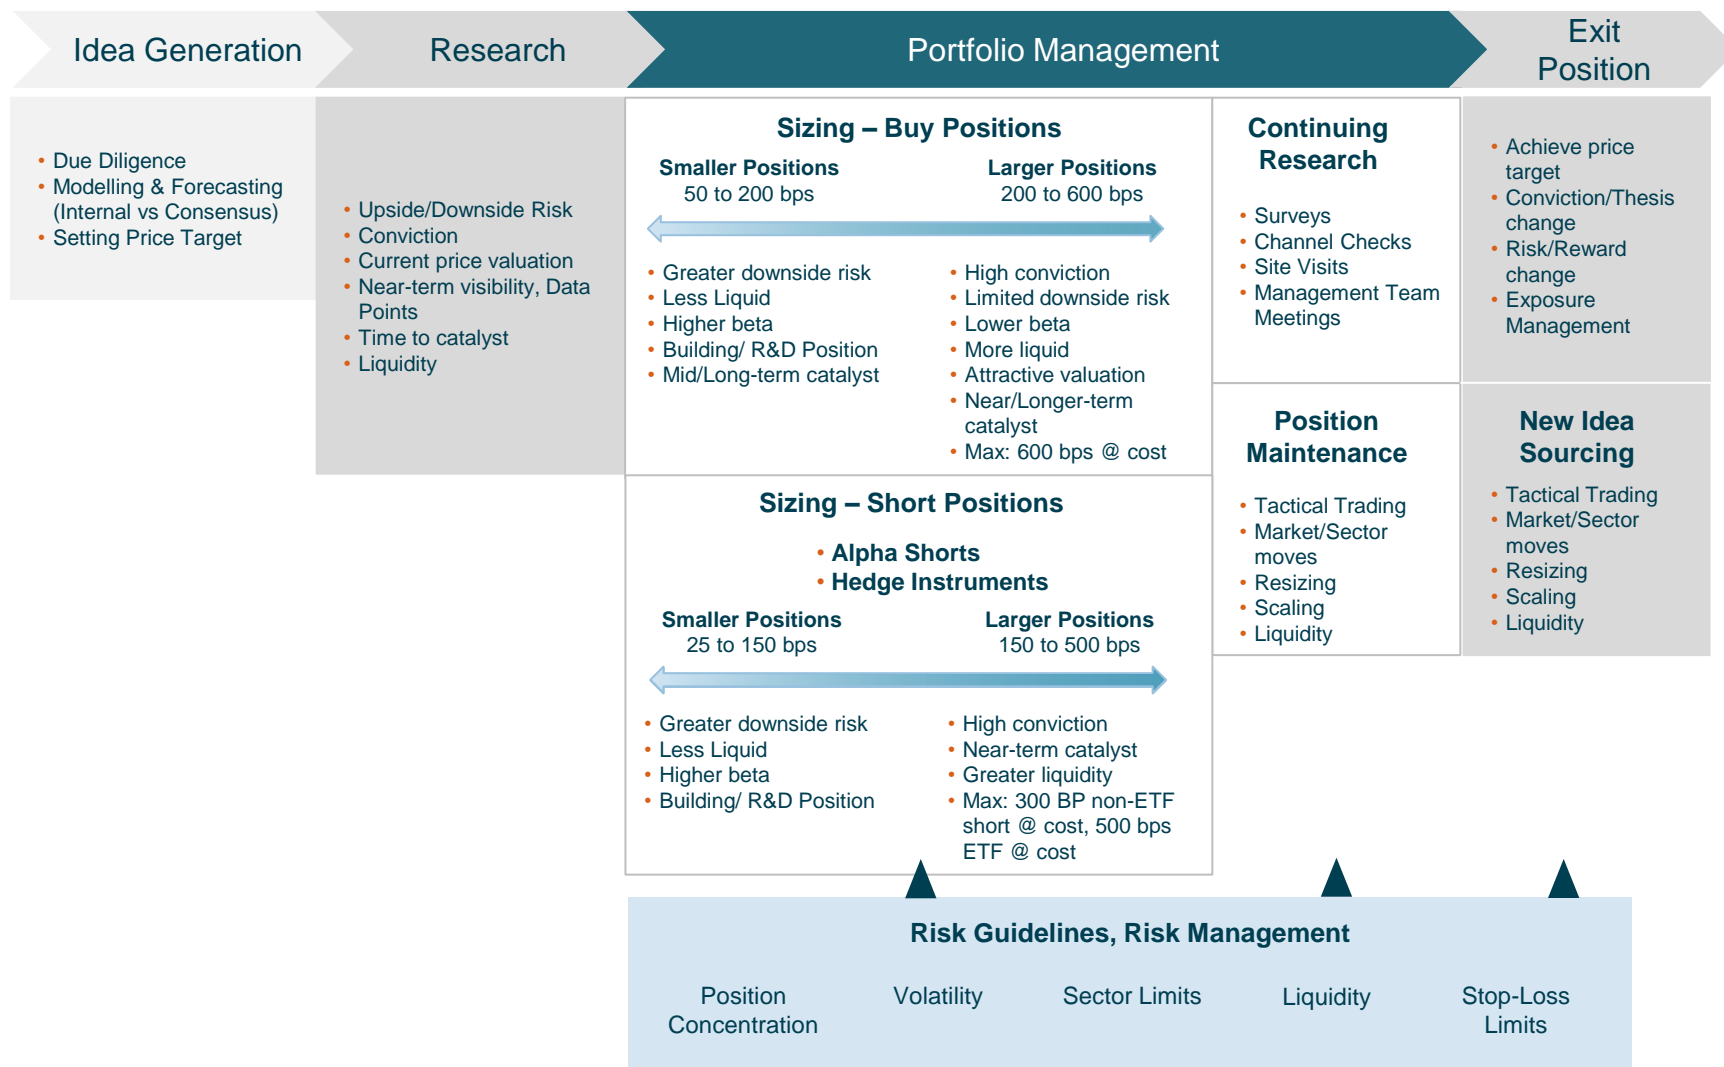 Idea Generation
Research
Portfolio Management
Exit
Position
• Due Diligence
• Modelling & Forecasting
(Internal vs Consensus)
• Setting Price Target
• Upside/Downside Risk
• Conviction
• Current price valuation
• Near-term visibility, Data
Points
• Time to catalyst
• Liquidity
Sizing – Buy Positions
Smaller Positions
50 to 200 bps
Larger Positions
200 to 600 bps
• Greater downside risk
• Less Liquid
• Higher beta
• Building/ R&D Position
• Mid/Long-term catalyst
• High conviction
• Limited downside risk
• Lower beta
• More liquid
• Attractive valuation
• Near/Longer-term
catalyst
• Max: 600 bps @ cost
Sizing – Short Positions
• Alpha Shorts
• Hedge Instruments
Smaller Positions
25 to 150 bps
Larger Positions
150 to 500 bps
• Greater downside risk
• Less Liquid
• Higher beta
• Building/ R&D Position
• High conviction
• Near-term catalyst
• Greater liquidity
• Max: 300 BP non-ETF
short @ cost, 500 bps
ETF @ cost
Continuing
Research
• Surveys
• Channel Checks
• Site Visits
• Management Team
Meetings
Position
Maintenance
• Tactical Trading
• Market/Sector
moves
• Resizing
• Scaling
• Liquidity
• Achieve price
target
• Conviction/Thesis
change
• Risk/Reward
change
• Exposure
Management
New Idea
Sourcing
• Tactical Trading
• Market/Sector
moves
• Resizing
• Scaling
• Liquidity
Risk Guidelines, Risk Management
Position
Concentration
Volatility
Sector Limits
Liquidity
Stop-Loss
Limits